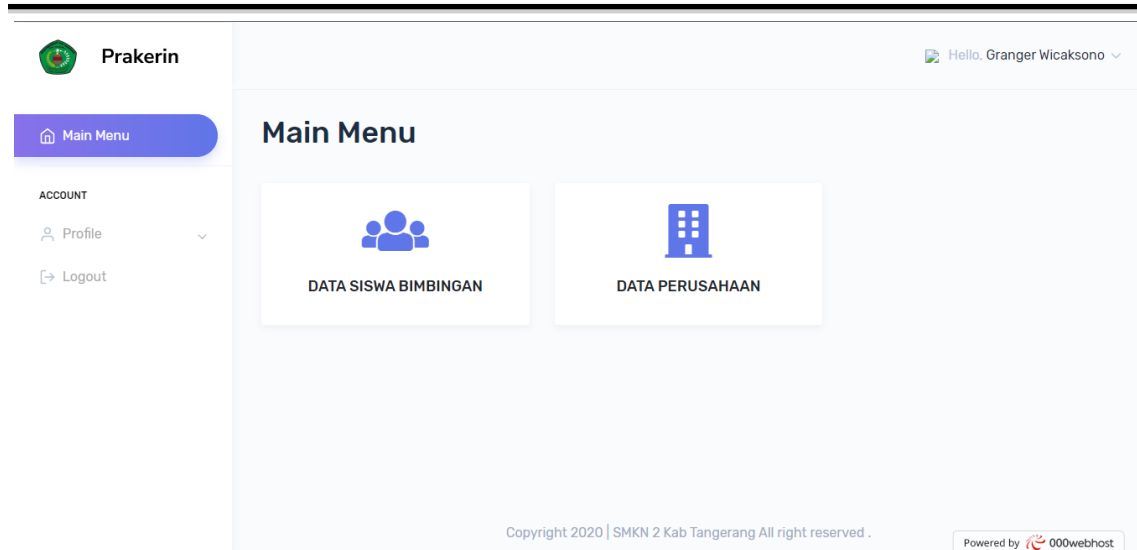 Prakerin
Hello, Granger Wicaksono
Main Menu
Main Menu
ACCOUNT
Profile
Logout
DATA SISWA BIMBINGAN
DATA PERUSAHAAN
Copyright 2020 | SMKN 2 Kab Tangerang All right reserved .
Powered by 000webhost